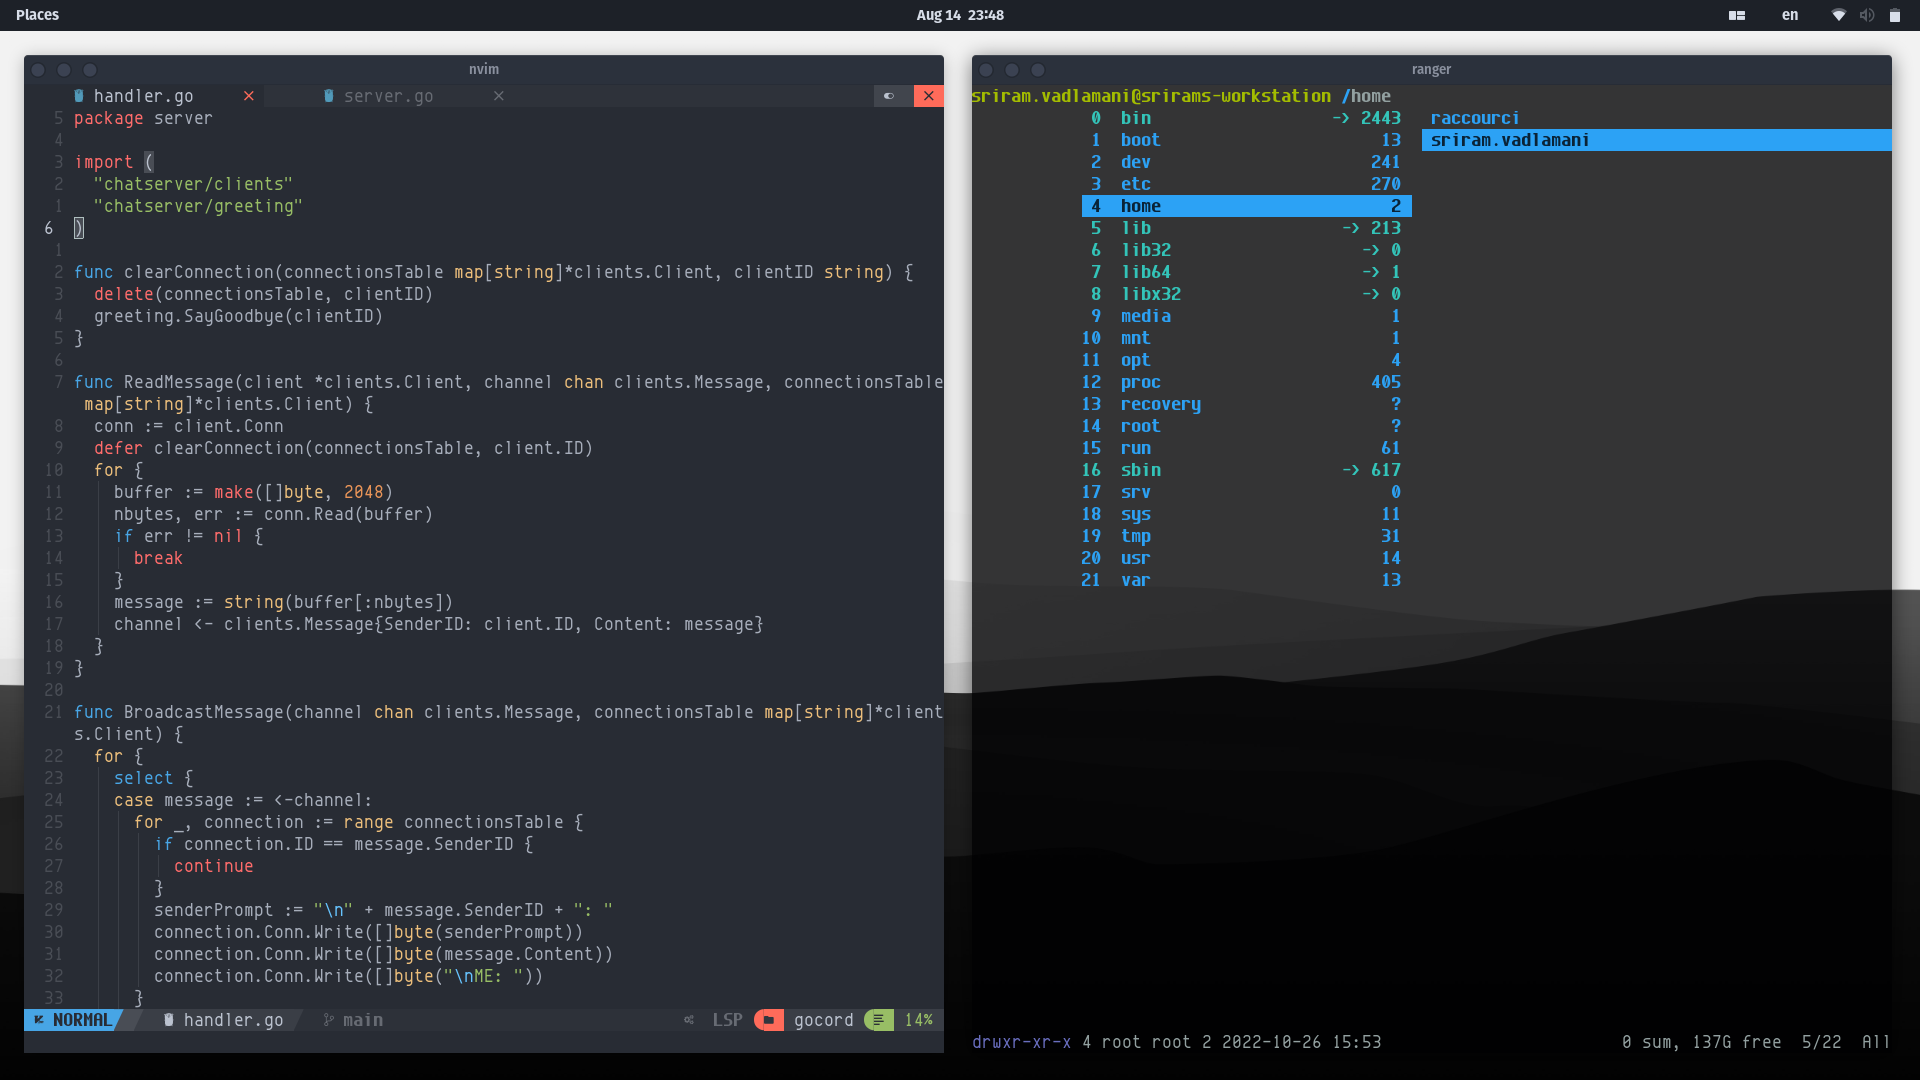 Places
Aug 14 23:48
en
nvim
handler.go
server.go
5 package server
4
3 import (
2 "chatserver/clients"
1 "chatserver/greeting"
6 )
1
2 func clearConnection(connectionsTable map[string]*clients.Client, clientID string) {
3 delete(connectionsTable, clientID)
4 greeting.SayGoodbye(clientID)
5 }
6
7 func ReadMessage(client *clients.Client, channel chan clients.Message, connectionsTable
map[string]*clients.Client) {
8 conn := client.Conn
9 defer clearConnection(connectionsTable, client.ID)
10 for {
11 buffer := make([]byte, 2048)
12 nbytes, err := conn.Read(buffer)
13 if err != nil {
14 break
15 }
16 message := string(buffer[:nbytes])
17 channel <- clients.Message{SenderID: client.ID, Content: message}
18 }
19 }
20
21 func BroadcastMessage(channel chan clients.Message, connectionsTable map[string]*client
s.Client) {
22 for {
23 select {
24 case message := <-channel:
25 for _, connection := range connectionsTable {
26 if connection.ID == message.SenderID {
27 continue
28 }
29 senderPrompt := "\n" + message.SenderID + ": "
30 connection.Conn.Write([]byte(senderPrompt))
31 connection.Conn.Write([]byte(message.Content))
32 connection.Conn.Write([]byte("\nME: "))
33 }
NORMAL handler.go main LSP gocord 14%
ranger
sriram.vadlamani@srirams-workstation /home
0 bin -> 2443
1 boot 13
2 dev 241
3 etc 270
4 home 2
5 lib -> 213
6 lib32 -> 0
7 lib64 -> 1
8 libx32 -> 0
9 media 1
10 mnt 1
11 opt 4
12 proc 405
13 recovery ?
14 root ?
15 run 61
16 sbin -> 617
17 srv 0
18 sys 11
19 tmp 31
20 usr 14
21 var 13
raccourci
sriram.vadlamani
drwxr-xr-x 4 root root 2 2022-10-26 15:53
0 sum, 137G free 5/22 All